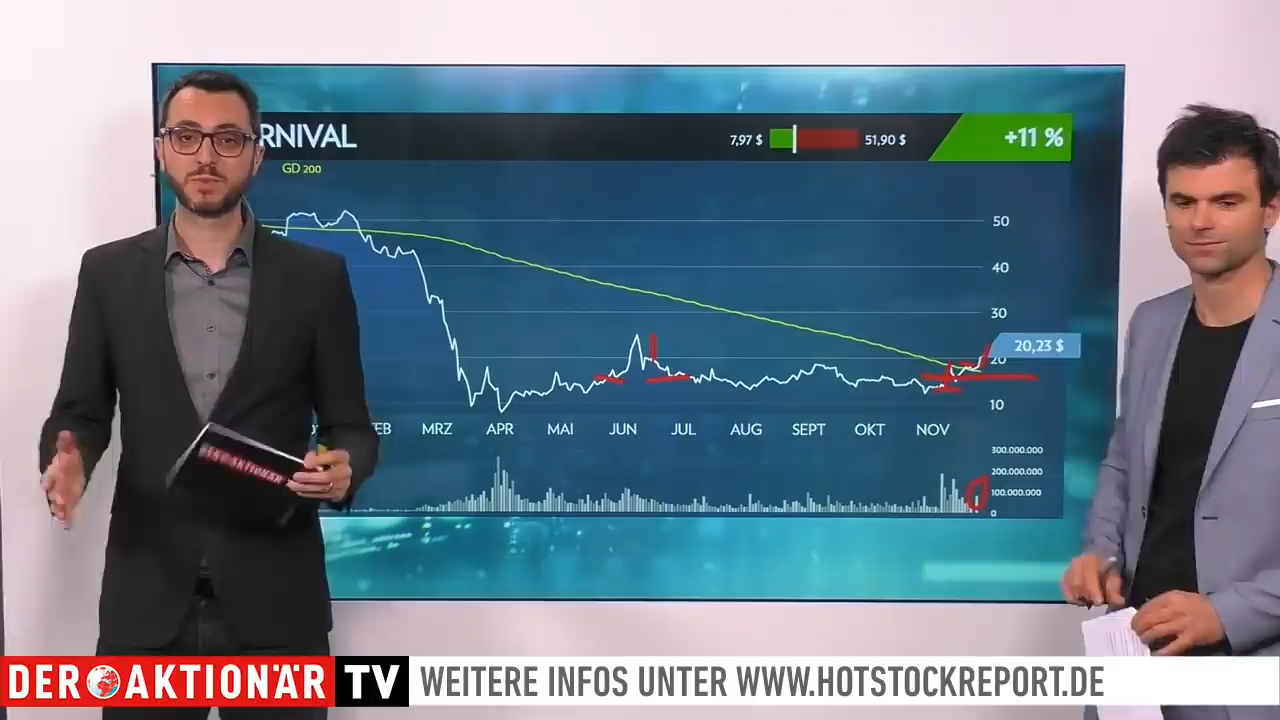 RNIVAL
7,97 $
51,90 $
+11 %
GD 200
50
40
30
20
10
20,23 $
EB MRZ APR MAI JUN JUL AUG SEPT OKT NOV
300.000.000
200.000.000
100.000.000
0
DER AKTIONÄR
DER AKTIONÄR TV
WEITERE INFOS UNTER WWW.HOTSTOCKREPORT.DE